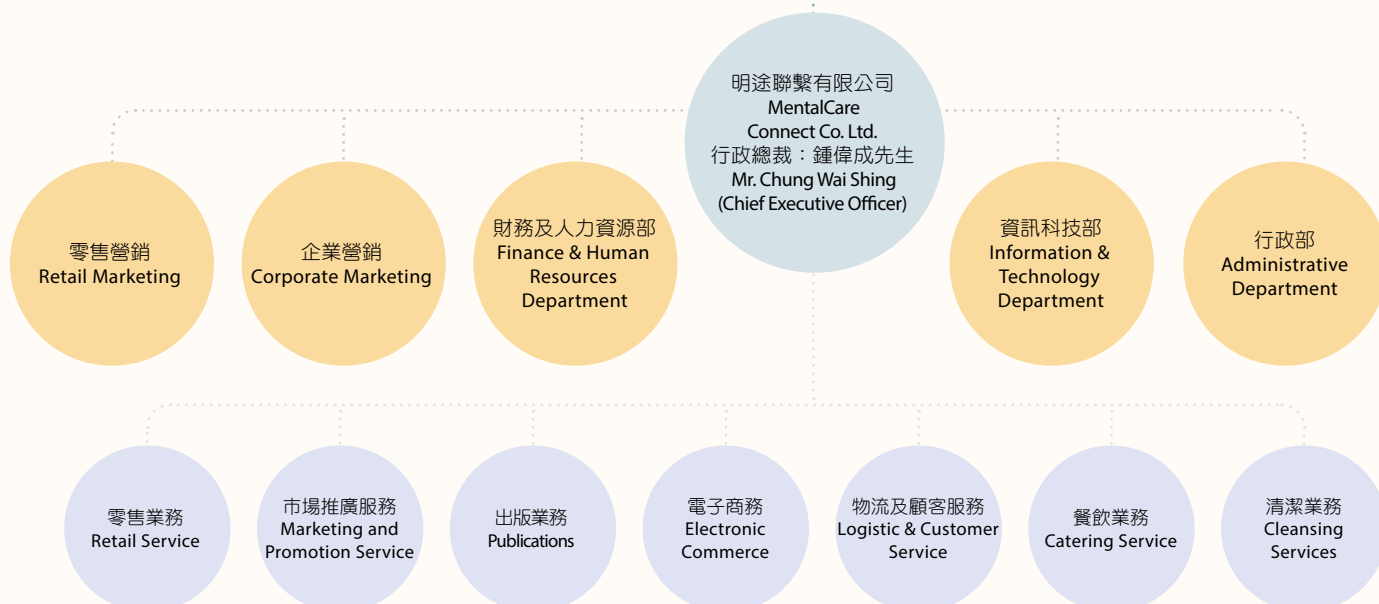 明途聯繫有限公司
MentalCare
Connect Co. Ltd.
行政總裁：鍾偉成先生
Mr. Chung Wai Shing
(Chief Executive Officer)
零售營銷
Retail Marketing
企業營銷
Corporate Marketing
財務及人力資源部
Finance & Human
Resources
Department
資訊科技部
Information &
Technology
Department
行政部
Administrative
Department
零售業務
Retail Service
市場推廣服務
Marketing and
Promotion Service
出版業務
Publications
電子商務
Electronic
Commerce
物流及顧客服務
Logistic & Customer
Service
餐飲業務
Catering Service
清潔業務
Cleansing
Services